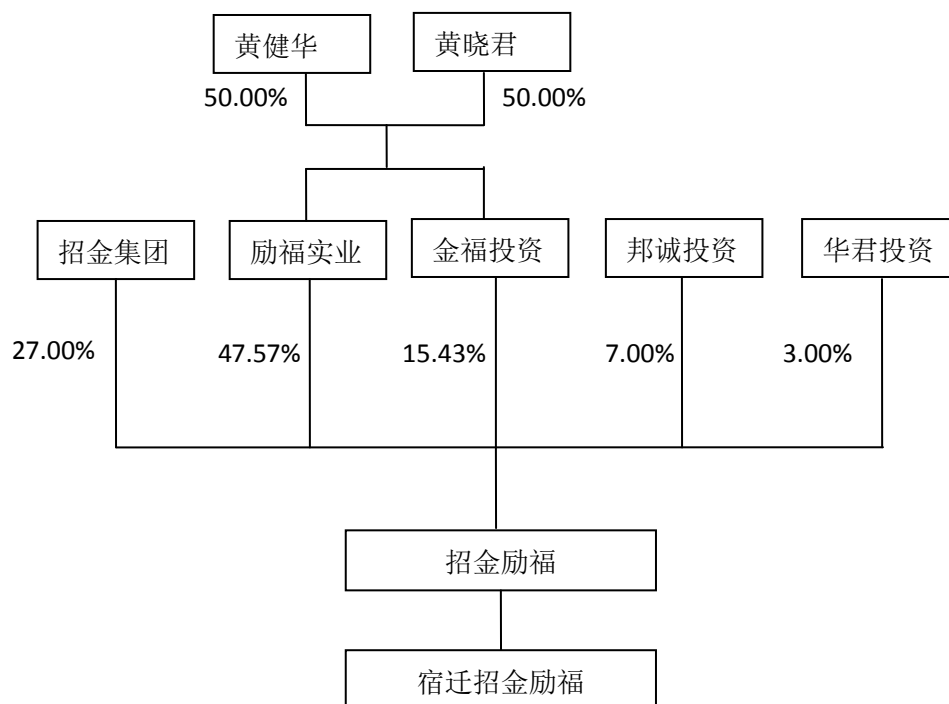 黄健华 黄晓君
50.00% 50.00%
招金集团 励福实业 金福投资 邦诚投资 华君投资
27.00% 47.57% 15.43% 7.00% 3.00%
招金励福
宿迁招金励福